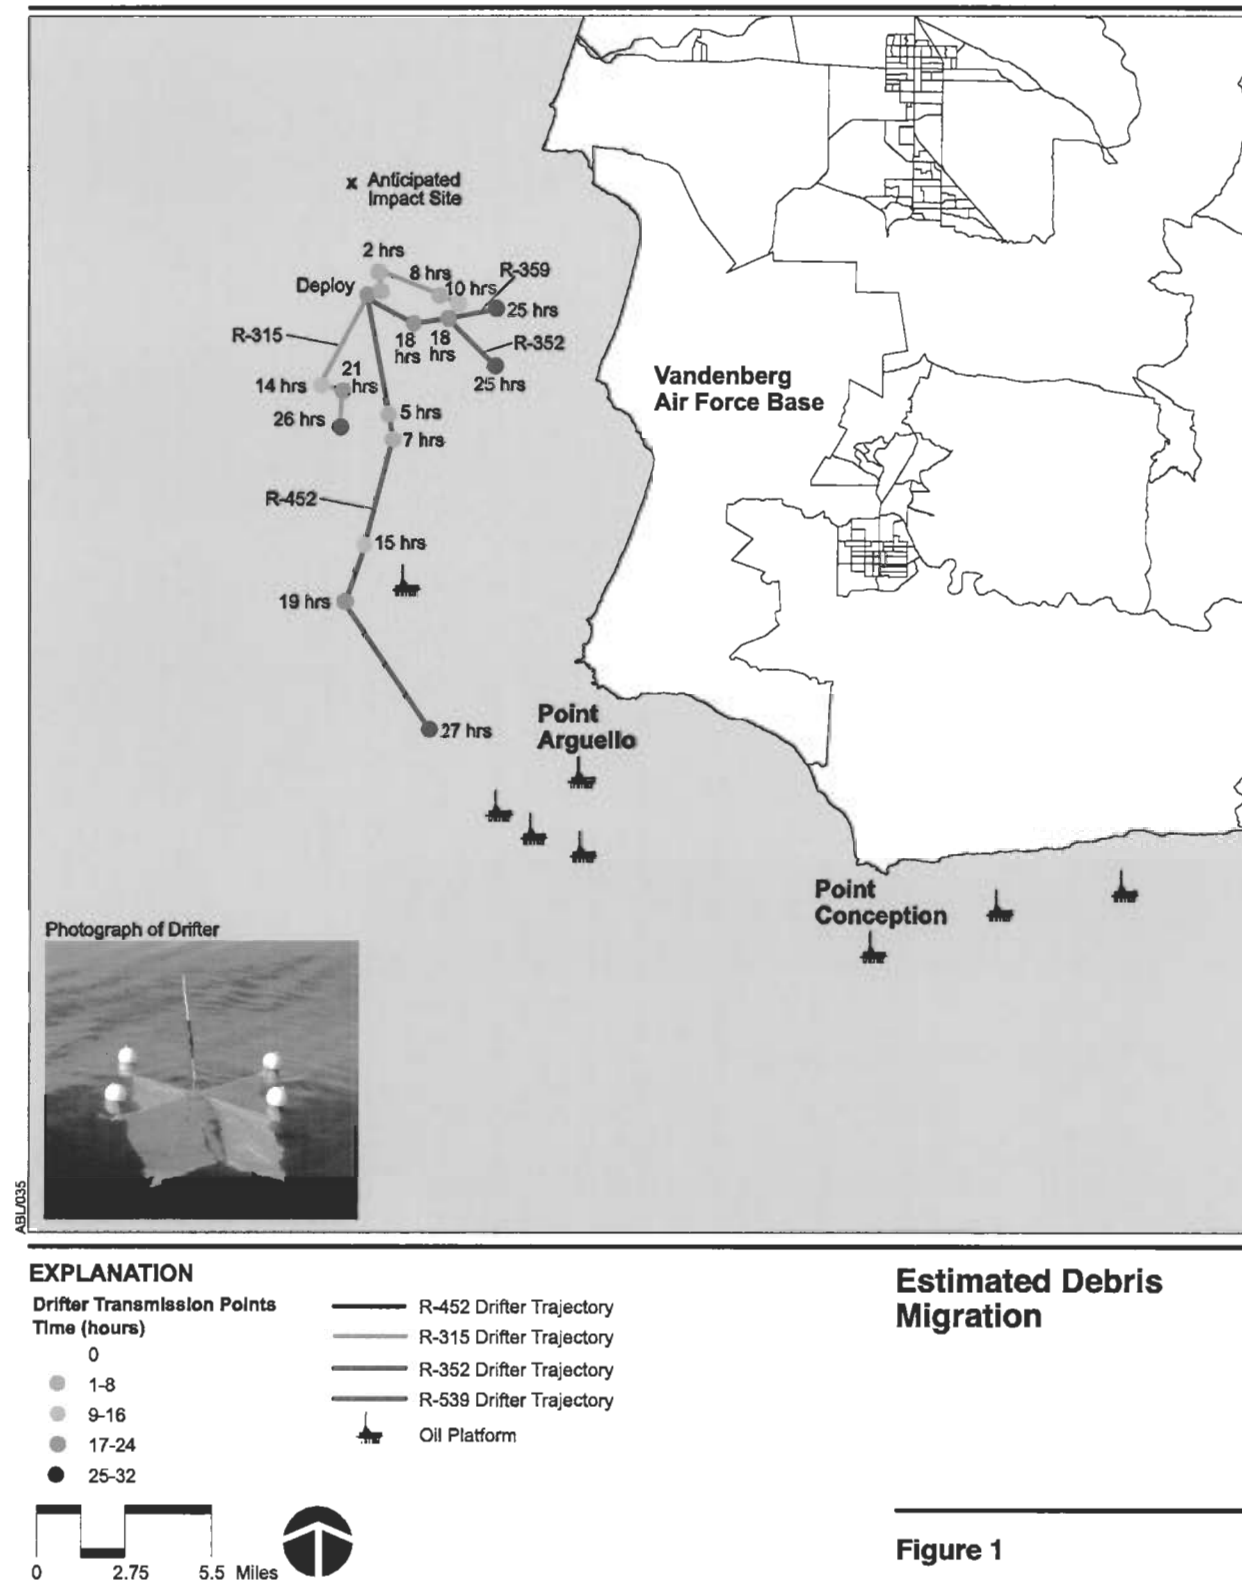 x Anticipated
Impact Site
2 hrs
8 hrs
R-359
10 hrs
Deploy
25 hrs
R-315
18
hrs
18
hrs
R-352
21
hrs
14 hrs
25 hrs
26 hrs
5 hrs
7 hrs
Vandenberg
Air Force Base
R-452
15 hrs
19 hrs
27 hrs
Point
Arguello
Point
Conception
Photograph of Drifter
ABL/035
EXPLANATION
Drifter Transmission Points
Time (hours)
0
1-8
9-16
17-24
25-32
R-452 Drifter Trajectory
R-315 Drifter Trajectory
R-352 Drifter Trajectory
R-539 Drifter Trajectory
Oil Platform
0 2.75 5.5 Miles
Estimated Debris
Migration
Figure 1